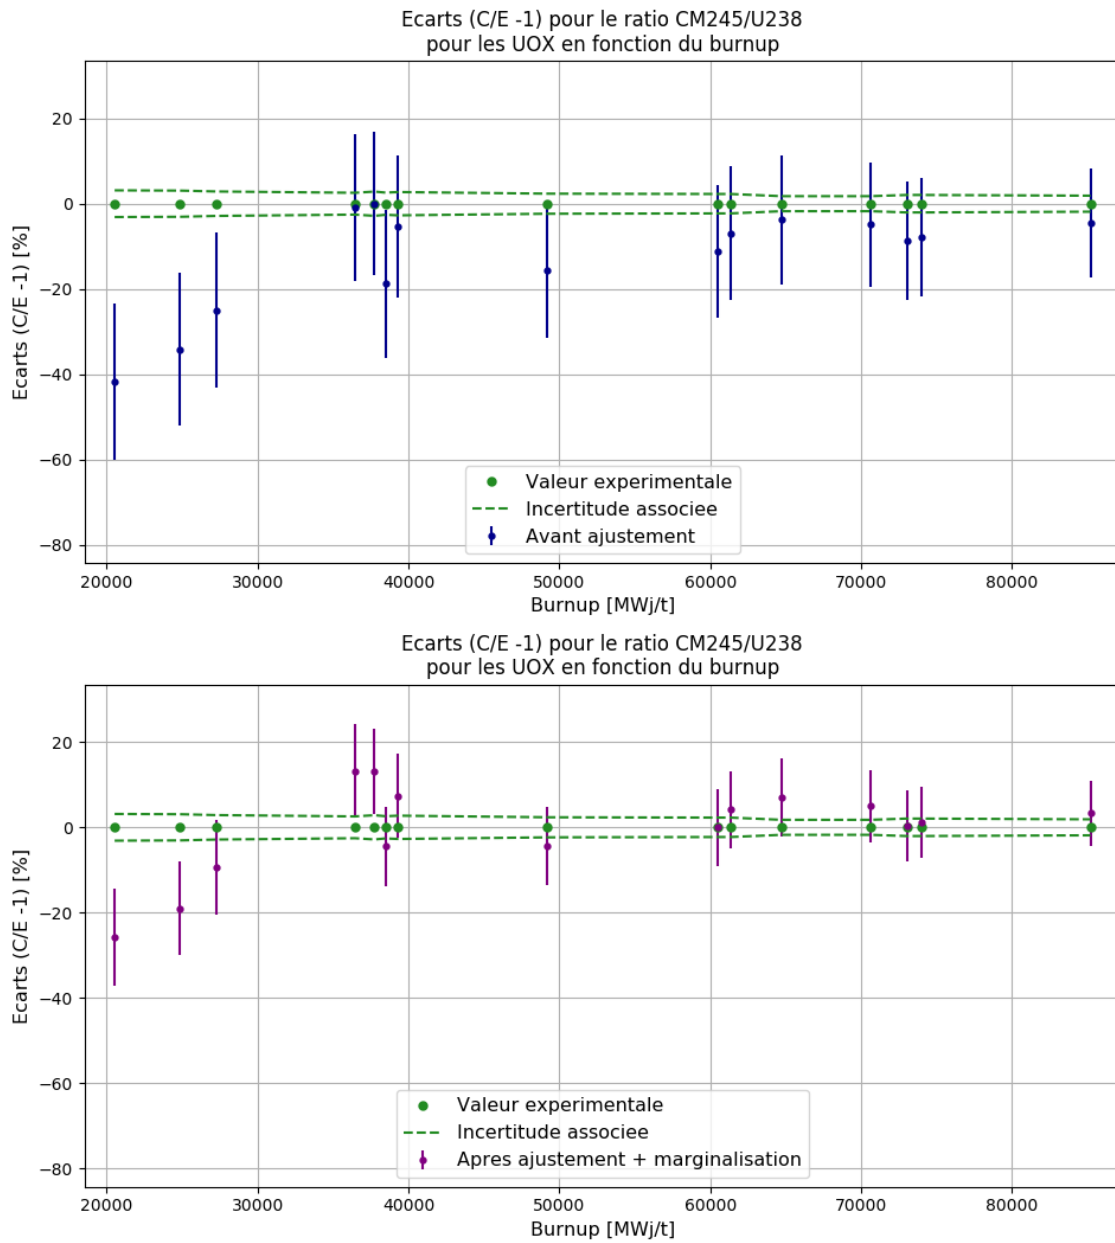 Ecarts (C/E -1) pour le ratio CM245/U238
pour les UOX en fonction du burnup
Ecarts (C/E -1) [%]
20
0
−20
−40
−60
−80
Valeur experimentale
Incertitude associee
Avant ajustement
20000 30000 40000 50000 60000 70000 80000
Burnup [MWj/t]
Ecarts (C/E -1) pour le ratio CM245/U238
pour les UOX en fonction du burnup
Ecarts (C/E -1) [%]
20
0
−20
−40
−60
−80
Valeur experimentale
Incertitude associee
Apres ajustement + marginalisation
20000 30000 40000 50000 60000 70000 80000
Burnup [MWj/t]